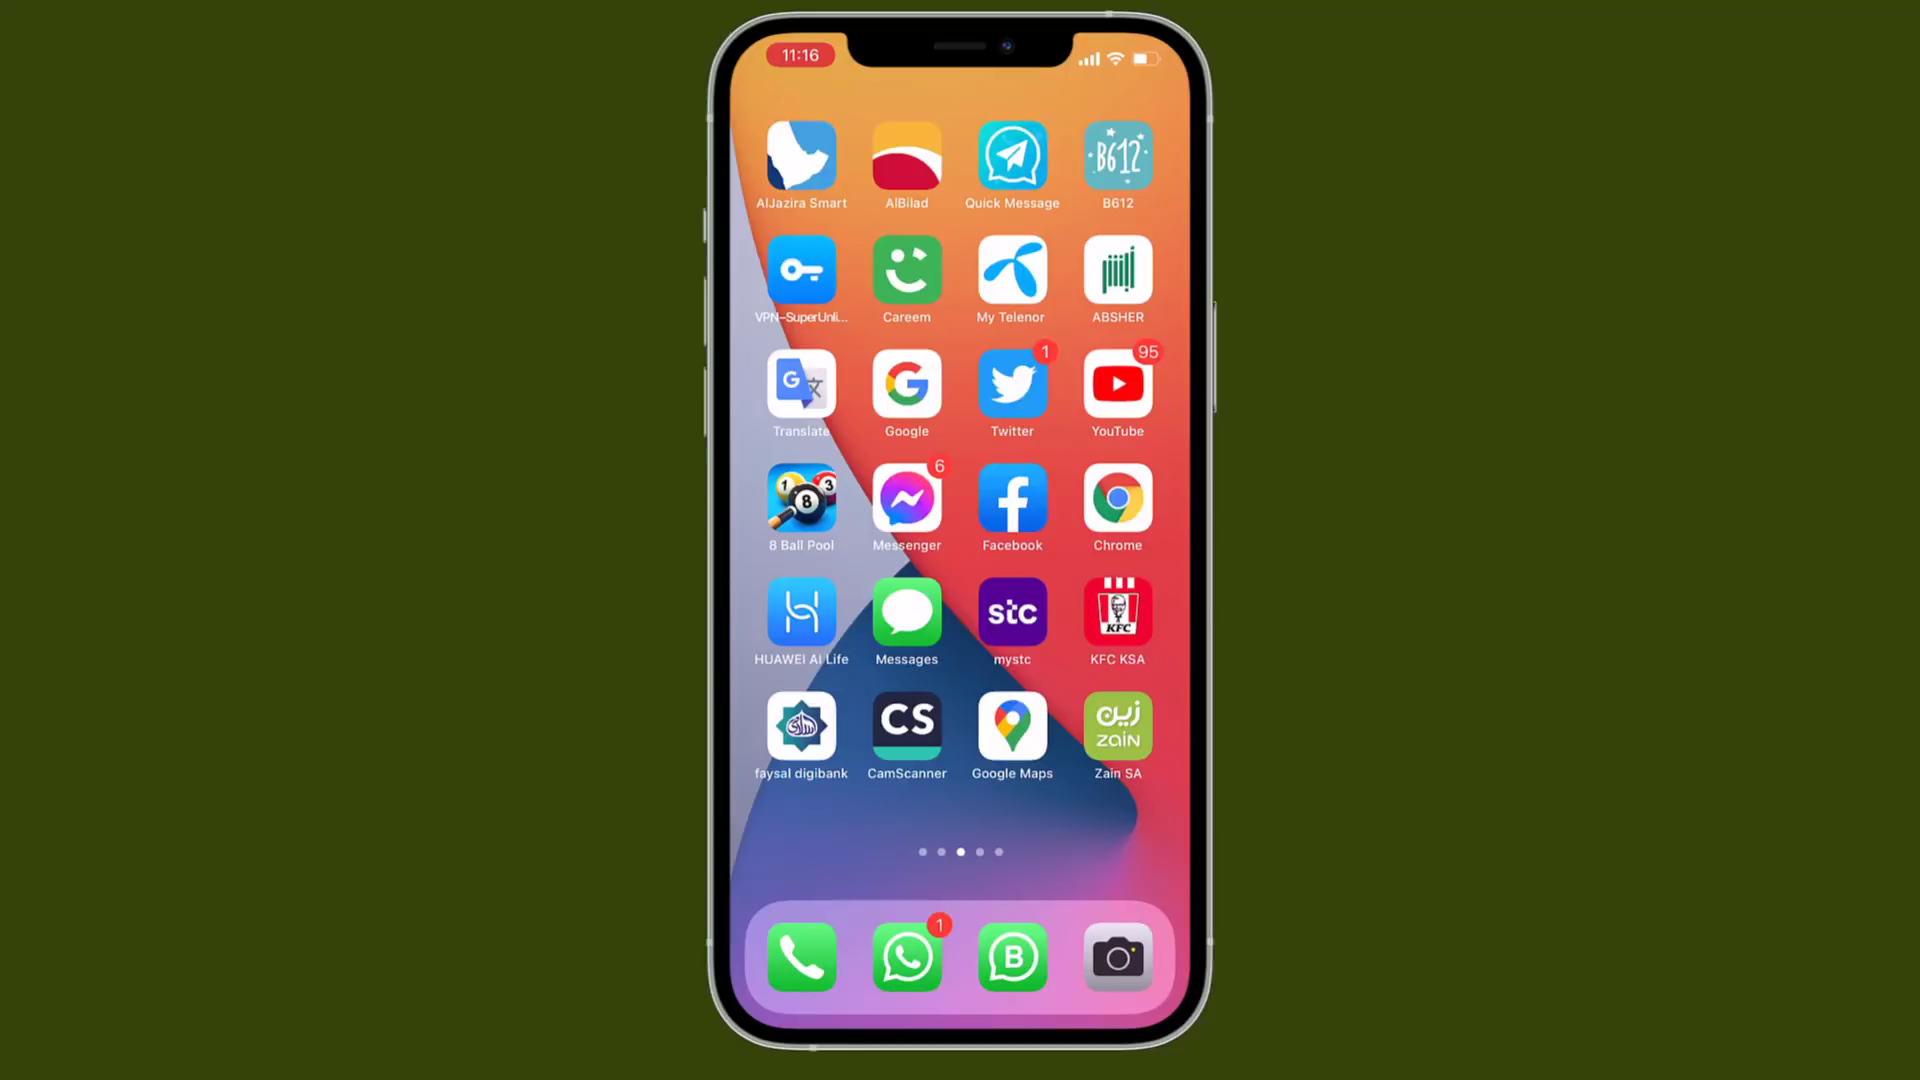 11:16
B612
AlJazira Smart
AlBilad
Quick Message
B612
VPN–SuperUnli...
Careem
My Telenor
ABSHER
1
95
G
文
Translate
Google
Twitter
YouTube
1
3
8
6
8 Ball Pool
Messenger
Facebook
Chrome
stc
KFC
HUAWEI AI Life
Messages
mystc
KFC KSA
CS
زين
zain
faysal digibank
CamScanner
Google Maps
Zain SA
1
B